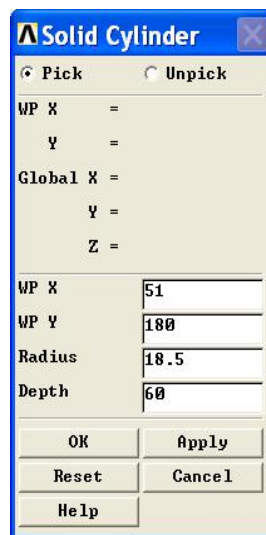 Λ Solid Cylinder
Pick Unpick
WP X =
Y =
Global X =
Y =
Z =
WP X 51
WP Y 180
Radius 18.5
Depth 60
OK Apply
Reset Cancel
Help